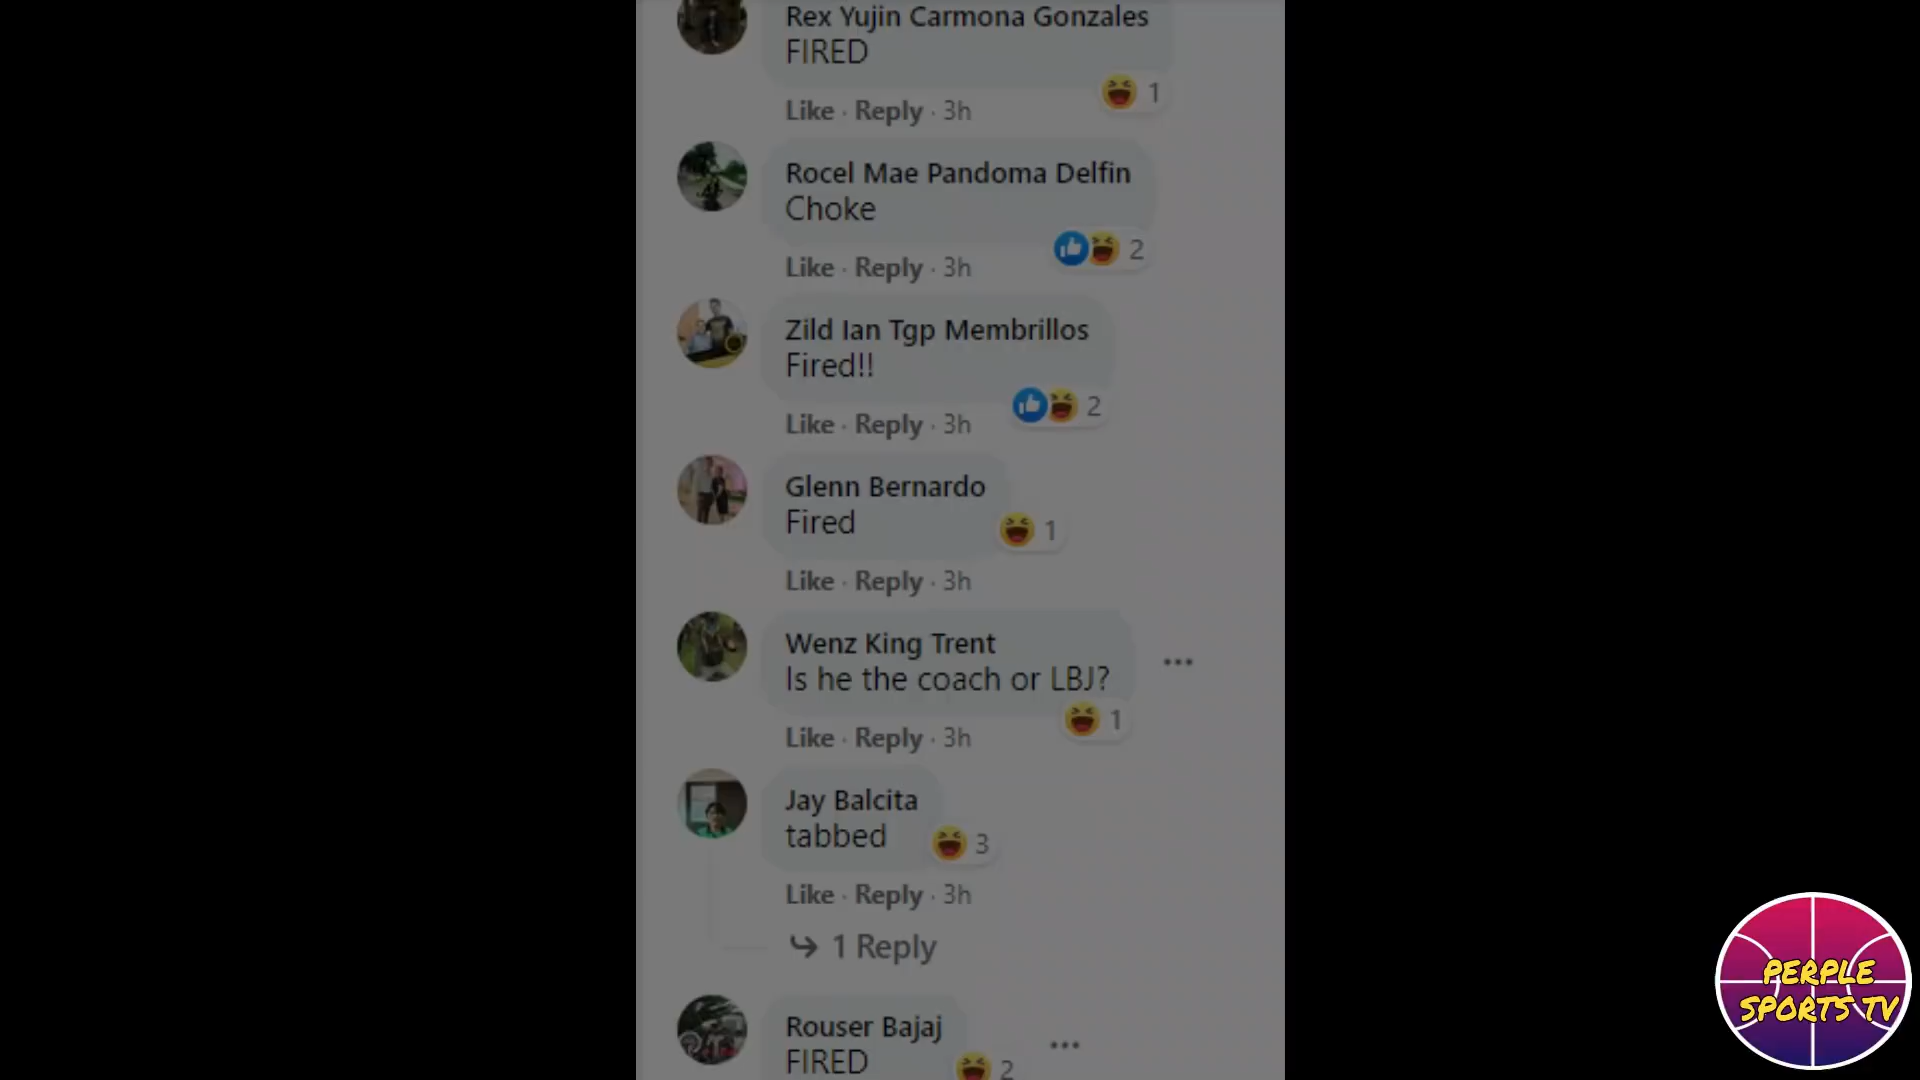 Rex Yujin Carmona Gonzales
FIRED
1
Like · Reply · 3h
Rocel Mae Pandoma Delfin
Choke
2
Like · Reply · 3h
Zild Ian Tgp Membrillos
Fired!!
2
Like · Reply · 3h
Glenn Bernardo
Fired
1
Like · Reply · 3h
Wenz King Trent
Is he the coach or LBJ?
1
Like · Reply · 3h
Jay Balcita
tabbed
3
Like · Reply · 3h
1 Reply
Rouser Bajaj
FIRED
2
PERPLE
SPORTS TV